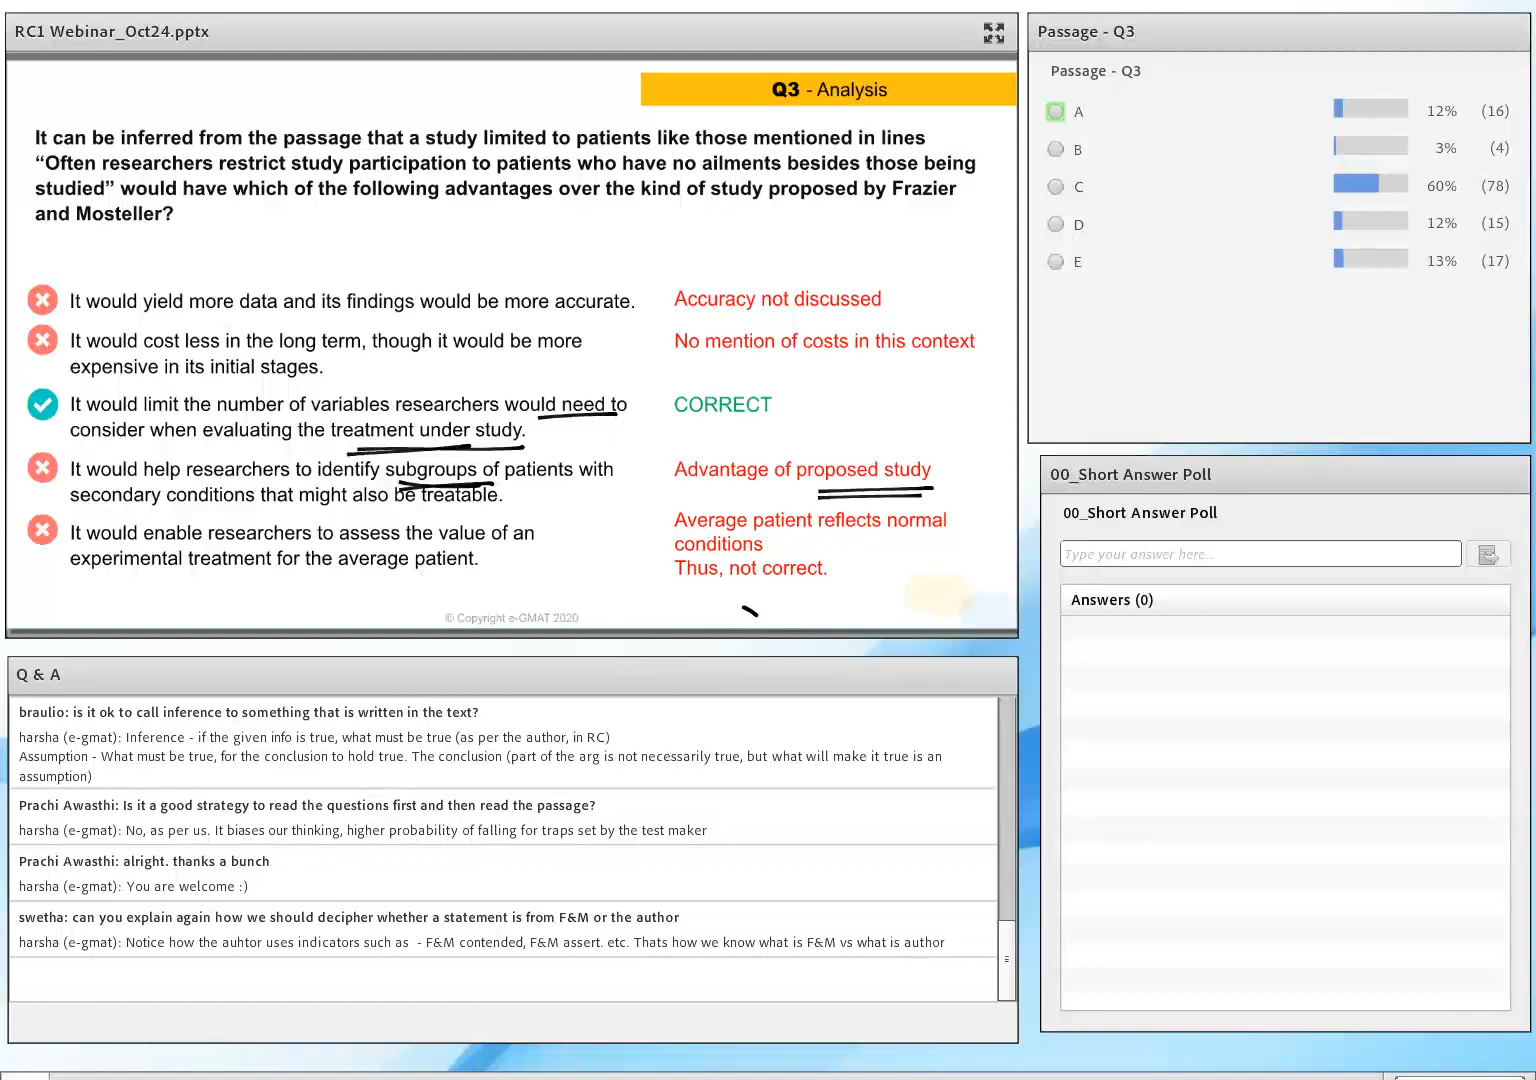 RC1 Webinar_Oct24.pptx
Q3 - Analysis
It can be inferred from the passage that a study limited to patients like those mentioned in lines
“Often researchers restrict study participation to patients who have no ailments besides those being
studied” would have which of the following advantages over the kind of study proposed by Frazier
and Mosteller?
It would yield more data and its findings would be more accurate.
Accuracy not discussed
It would cost less in the long term, though it would be more
expensive in its initial stages.
No mention of costs in this context
It would limit the number of variables researchers would need to
consider when evaluating the treatment under study.
CORRECT
It would help researchers to identify subgroups of patients with
secondary conditions that might also be treatable.
Advantage of proposed study
It would enable researchers to assess the value of an
experimental treatment for the average patient.
Average patient reflects normal
conditions
Thus, not correct.
© Copyright e-GMAT 2020
Passage - Q3
Passage - Q3
A 12% (16)
B 3% (4)
C 60% (78)
D 12% (15)
E 13% (17)
00_Short Answer Poll
00_Short Answer Poll
Type your answer here...
Answers (0)
Q & A
braulio: is it ok to call inference to something that is written in the text?
harsha (e-gmat): Inference - if the given info is true, what must be true (as per the author, in RC)
Assumption - What must be true, for the conclusion to hold true. The conclusion (part of the arg is not necessarily true, but what will make it true is an
assumption)
Prachi Awasthi: Is it a good strategy to read the questions first and then read the passage?
harsha (e-gmat): No, as per us. It biases our thinking, higher probability of falling for traps set by the test maker
Prachi Awasthi: alright. thanks a bunch
harsha (e-gmat): You are welcome :)
swetha: can you explain again how we should decipher whether a statement is from F&M or the author
harsha (e-gmat): Notice how the auhtor uses indicators such as - F&M contended, F&M assert. etc. Thats how we know what is F&M vs what is author